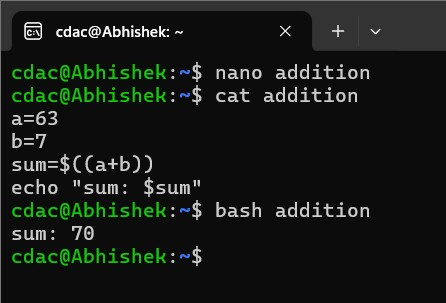 cdac@Abhishek: ~
cdac@Abhishek:~$ nano addition
cdac@Abhishek:~$ cat addition
a=63
b=7
sum=$((a+b))
echo "sum: $sum"
cdac@Abhishek:~$ bash addition
sum: 70
cdac@Abhishek:~$